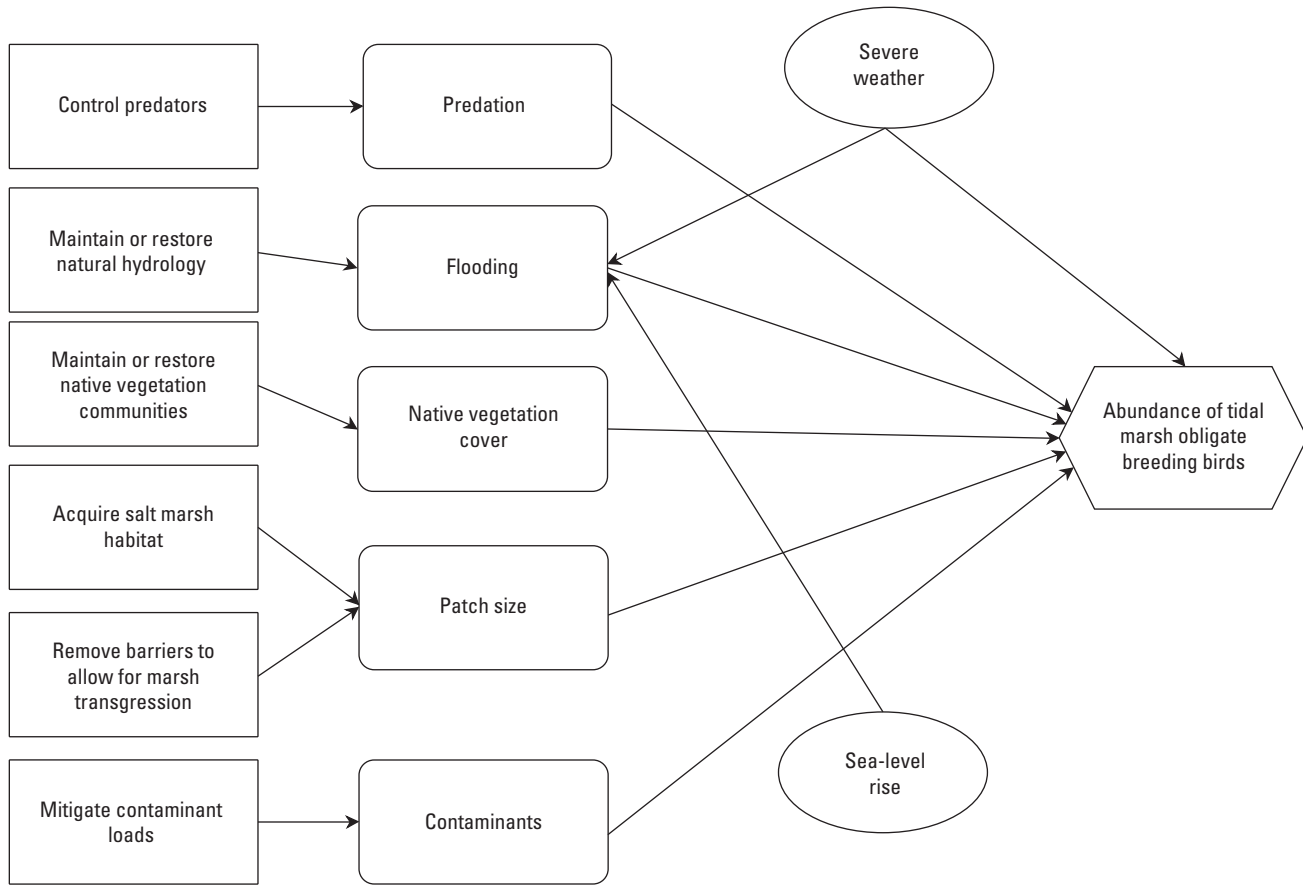 Control predators
Predation
Severe
weather
Maintain or restore
natural hydrology
Flooding
Maintain or restore
native vegetation
communities
Native vegetation
cover
Abundance of tidal
marsh obligate
breeding birds
Acquire salt marsh
habitat
Patch size
Remove barriers to
allow for marsh
transgression
Sea-level
rise
Mitigate contaminant
loads
Contaminants